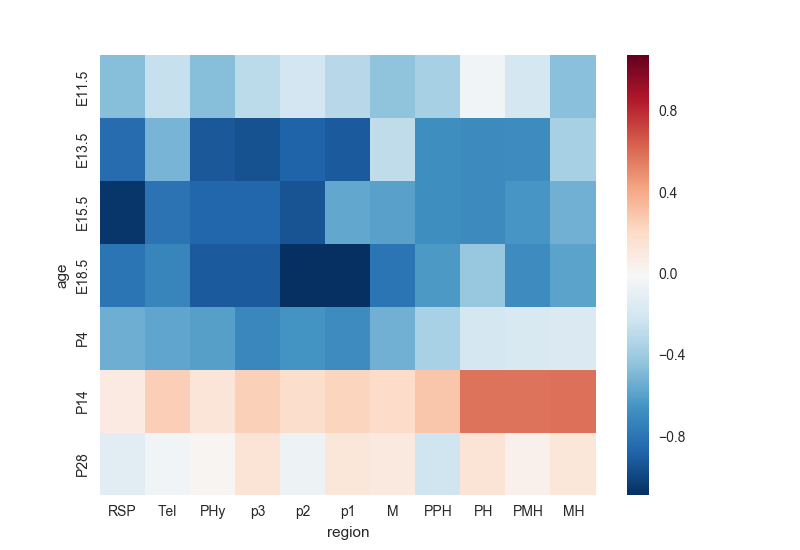 age
E11.5
E13.5
E15.5
E18.5
P4
P14
P28
RSP Tel PHy p3 p2 p1 M PPH PH PMH MH
region
0.8
0.4
0.0
−0.4
−0.8